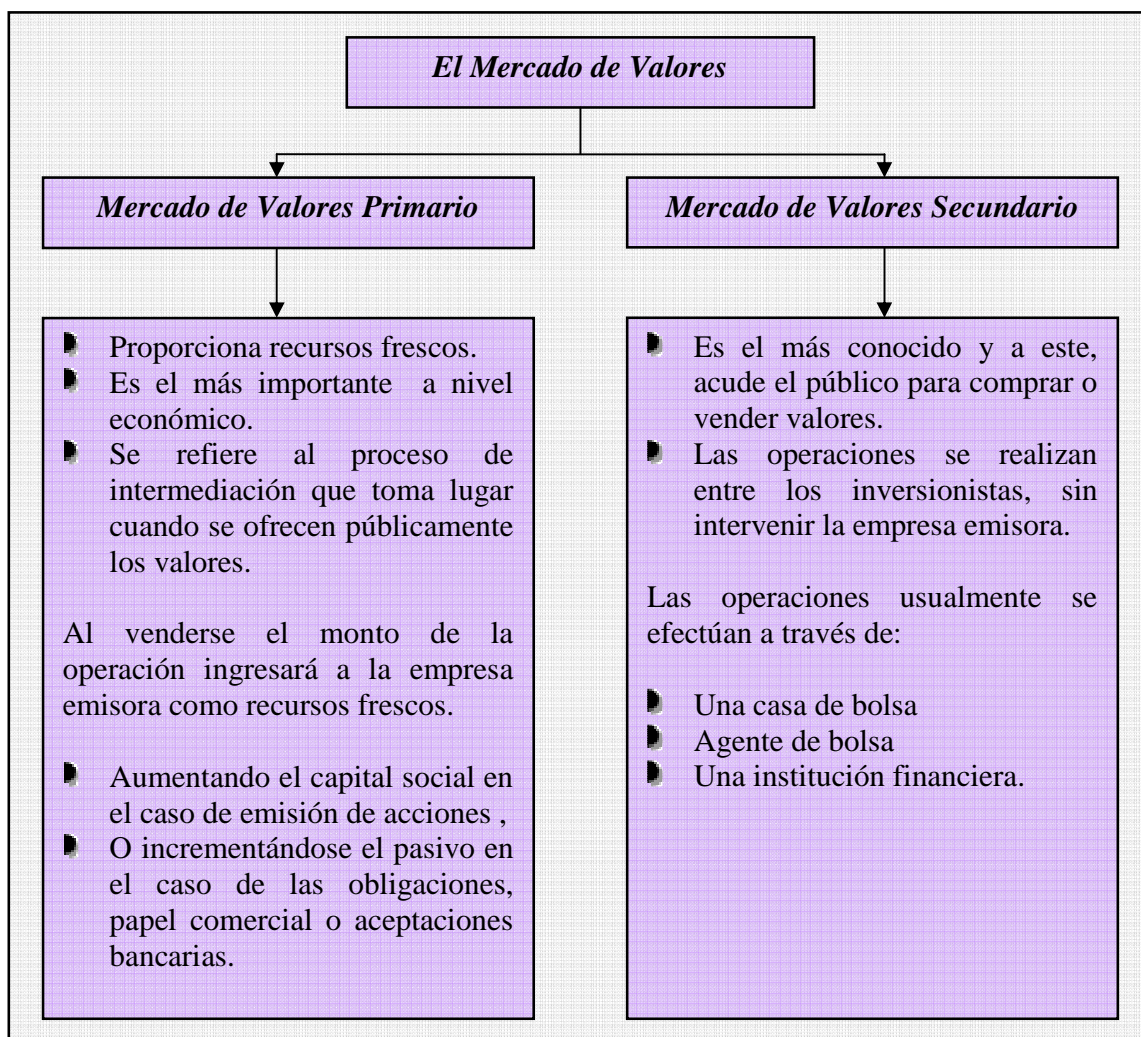 El Mercado de Valores
Mercado de Valores Primario
Proporciona recursos frescos.
Es el más importante a nivel
económico.
Se refiere al proceso de
intermediación que toma lugar
cuando se ofrecen públicamente
los valores.
Al venderse el monto de la
operación ingresará a la empresa
emisora como recursos frescos.
Aumentando el capital social en
el caso de emisión de acciones ,
O incrementándose el pasivo en
el caso de las obligaciones,
papel comercial o aceptaciones
bancarias.
Mercado de Valores Secundario
Es el más conocido y a este,
acude el público para comprar o
vender valores.
Las operaciones se realizan
entre los inversionistas, sin
intervenir la empresa emisora.
Las operaciones usualmente se
efectúan a través de:
Una casa de bolsa
Agente de bolsa
Una institución financiera.